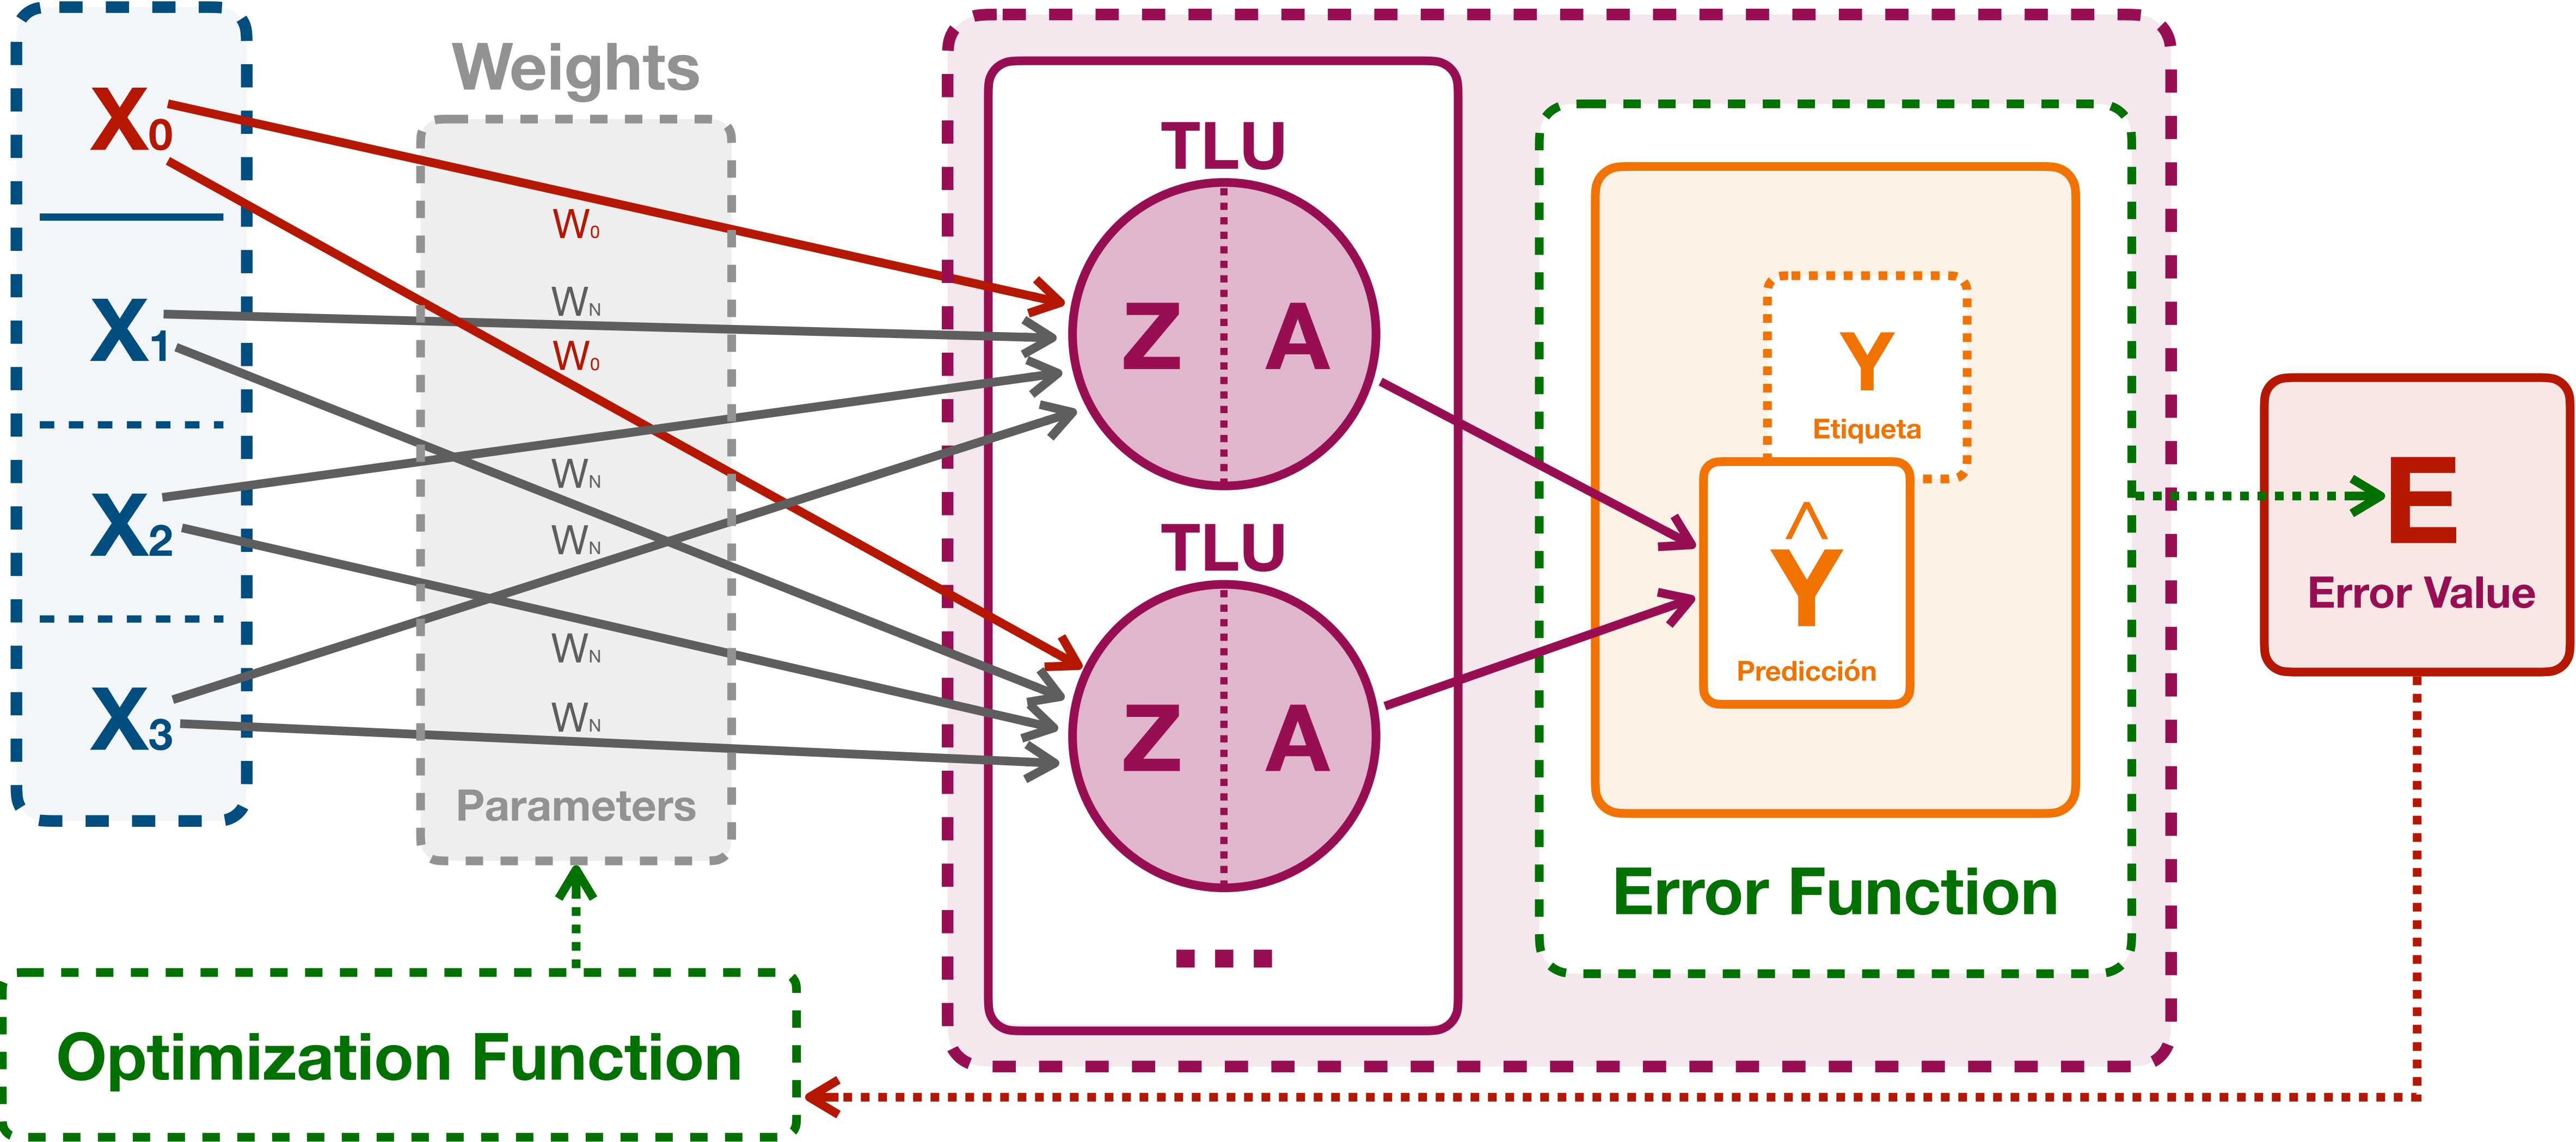 X0
X1
X2
X3
Weights
W0
WN
W0
WN
WN
WN
WN
Parameters
Optimization Function
TLU
Z A
TLU
Z A
...
Y
Etiqueta
Ŷ
Predicción
Error Function
E
Error Value